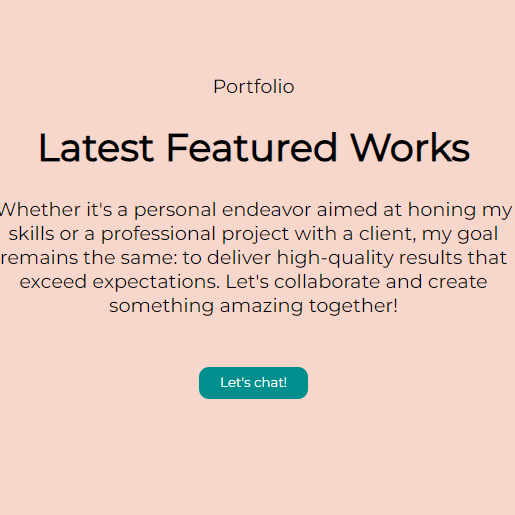 Portfolio
Latest Featured Works
Whether it's a personal endeavor aimed at honing my
skills or a professional project with a client, my goal
remains the same: to deliver high-quality results that
exceed expectations. Let's collaborate and create
something amazing together!
Let's chat!